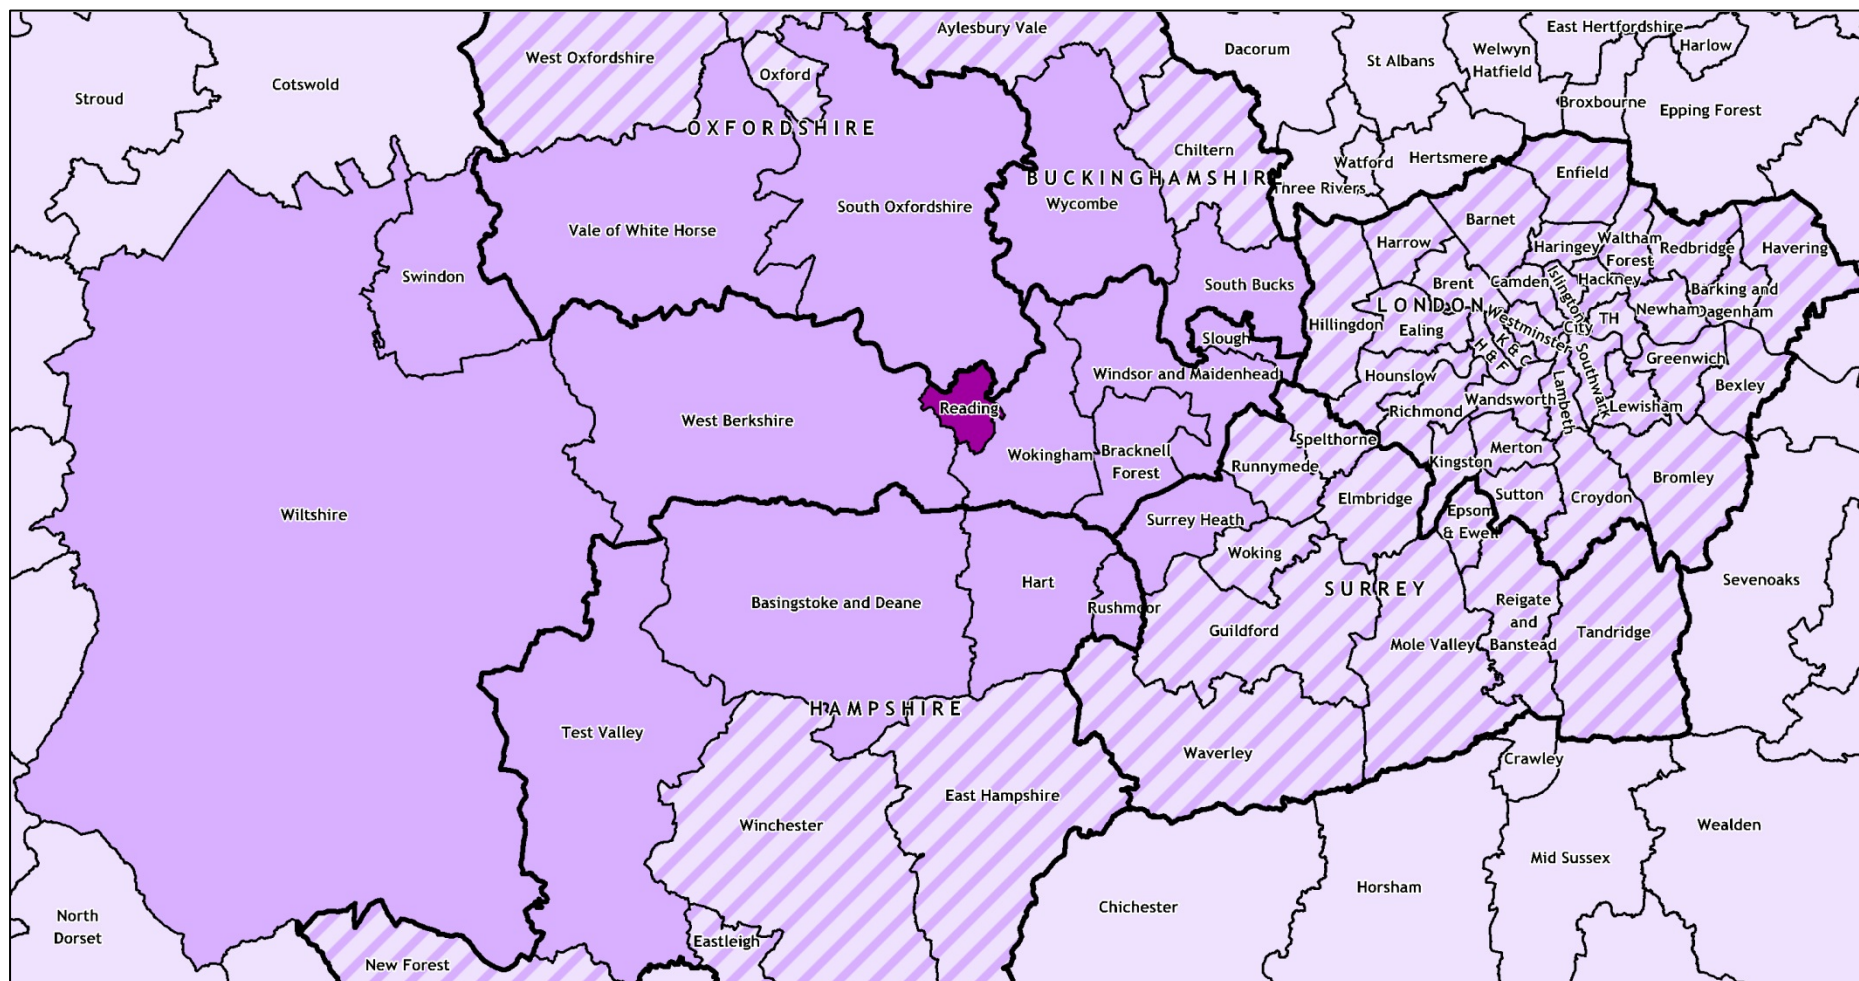 Aylesbury Vale
East Hertfordshire
Dacorum
Welwyn
Hatfield
Harlow
West Oxfordshire
Oxford
St Albans
Stroud
Cotswold
Broxbourne
Epping Forest
OXFORDSHIRE
Chiltern
Watford
Hertsmere
Enfield
BUCKINGHAMSHIRE
Three Rivers
Wycombe
South Oxfordshire
Vale of White Horse
Barnet
Harrow
Haringey
Waltham
Forest
Redbridge
Havering
Swindon
South Bucks
Brent
Camden
Islington
Hackney
Barking and
Dagenham
LONDON
Hillingdon
Ealing
Westminster
City
TH
Newham
Slough
K & C
H & F
Southwark
Greenwich
Windsor and Maidenhead
Hounslow
Bexley
Reading
Richmond
Wandsworth
Lambeth
Lewisham
West Berkshire
Spelthorne
Wokingham
Bracknell
Forest
Runnymede
Kingston
Merton
Bromley
Elmbridge
Sutton
Croydon
Wiltshire
Surrey Heath
Epsom
& Ewell
Woking
Hart
SURREY
Sevenoaks
Basingstoke and Deane
Rushmoor
Reigate
and
Banstead
Guildford
Mole Valley
Tandridge
HAMPSHIRE
Test Valley
Waverley
Crawley
East Hampshire
Winchester
Wealden
Mid Sussex
Horsham
Chichester
North
Dorset
Eastleigh
New Forest